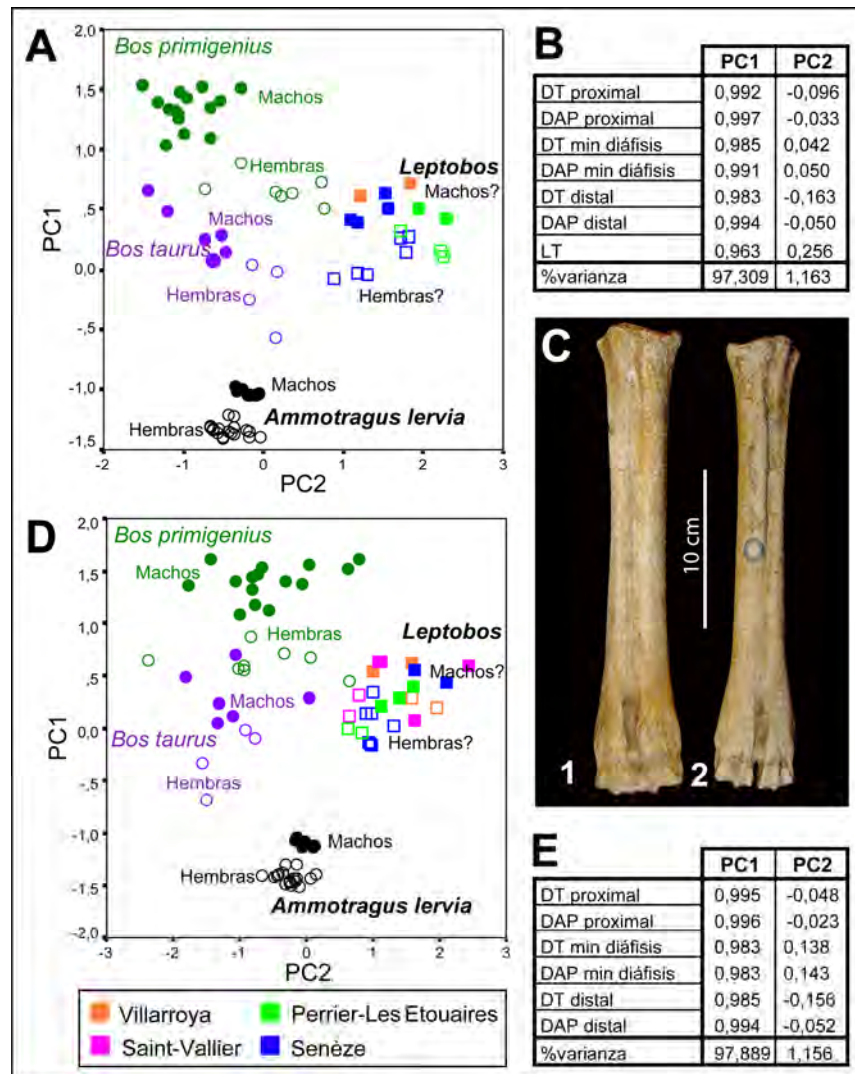 A
2,0
1,5
1,0
,5
0,0
-,5
-1,0
-1,5
PC1
-2
-1
0
1
2
3
PC2
Bos primigenius
Machos
Hembras
Leptobos
Machos?
Machos
Bos taurus
Hembras
Hembras?
Machos
Hembras
Ammotragus lervia
B
PC1 PC2
DT proximal 0,992 -0,096
DAP proximal 0,997 -0,033
DT min diáfisis 0,985 0,042
DAP min diáfisis 0,991 0,050
DT distal 0,983 -0,163
DAP distal 0,994 -0,050
LT 0,963 0,256
%varianza 97,309 1,163
C
10 cm
1 2
D
2,0
1,5
1,0
,5
0,0
-,5
-1,0
-1,5
-2,0
PC1
-3
-2
-1
0
1
2
3
PC2
Bos primigenius
Machos
Hembras
Leptobos
Machos?
Machos
Bos taurus
Hembras?
Hembras
Machos
Hembras
Ammotragus lervia
Villarroya
Perrier-Les Etouaires
Saint-Vallier
Senèze
E
PC1 PC2
DT proximal 0,995 -0,048
DAP proximal 0,996 -0,023
DT min diáfisis 0,983 0,138
DAP min diáfisis 0,983 0,143
DT distal 0,985 -0,156
DAP distal 0,994 -0,052
%varianza 97,889 1,156